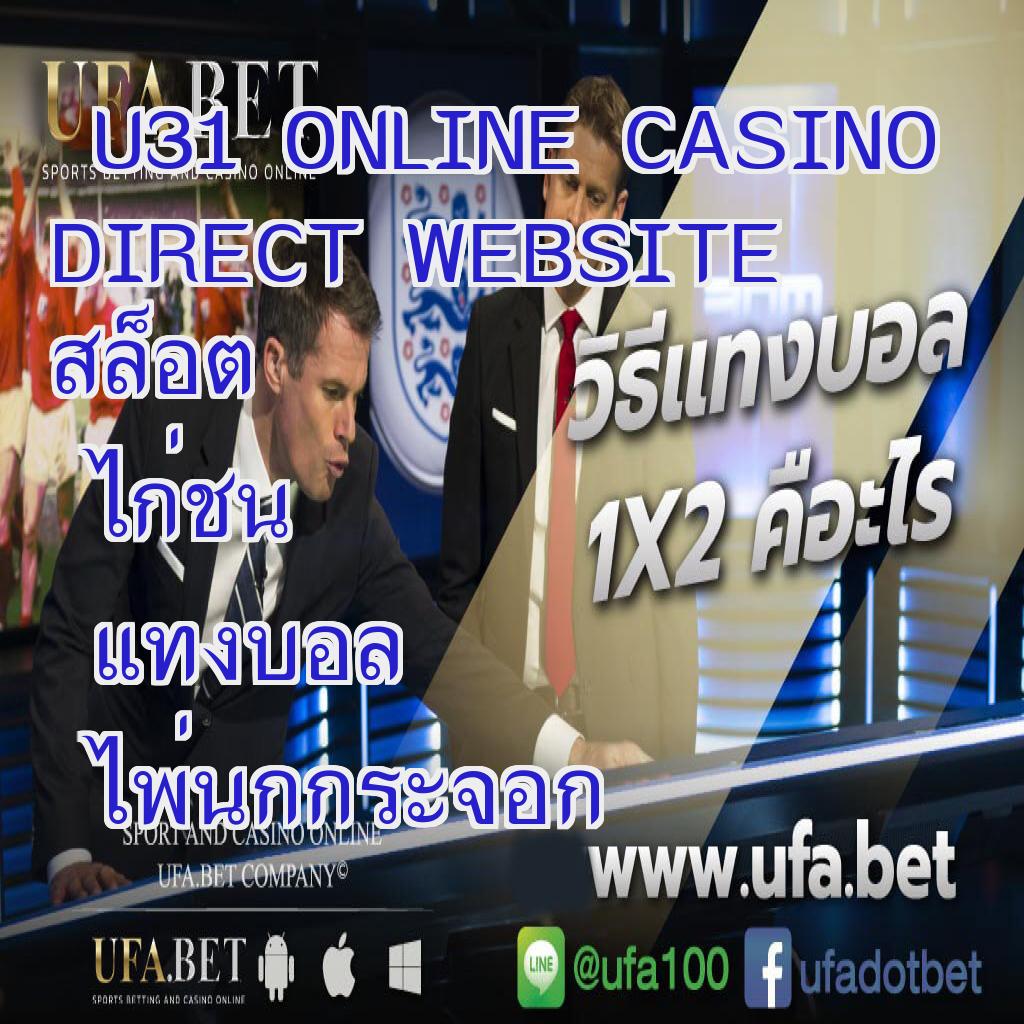 UFA.BET
U31 ONLINE CASINO
SPORTS BETTING AND CASINO ONLINE
DIRECT WEBSITE
สล็อต
ไก่ชน
แทงบอล
ไพ่นกกระจอก
วิธีแทงบอล
1X2 คืออะไร
SPORT AND CASINO ONLINE
UFA.BET COMPANY©
www.ufa.bet
UFA.BET
SPORTS BETTING AND CASINO ONLINE
LINE
@ufa100
f ufadotbet